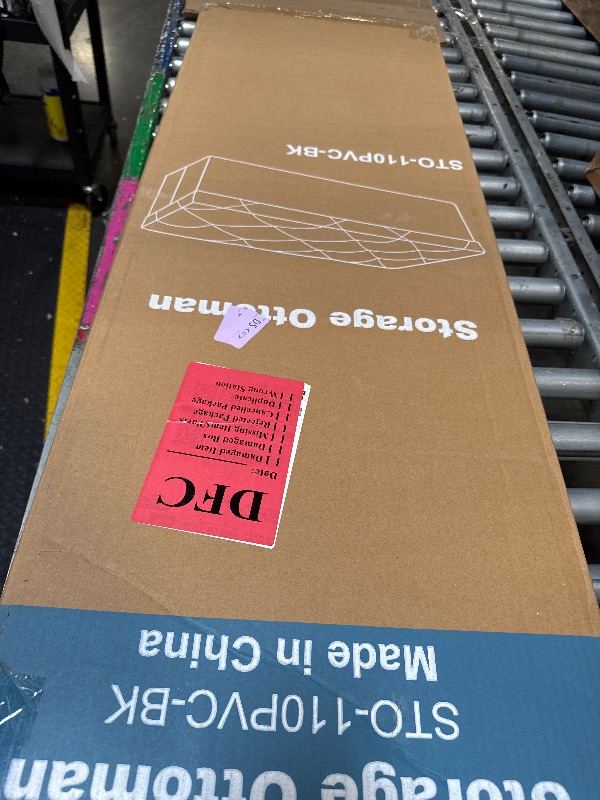 Storage Ottoman
STO-110PVC-BK
Made in China
DFC
Date:
[ ] Damaged Item
[ ] Damaged Box
[ ] Missing Items/Parts
[ ] Rejected Package
[ ] Cancelled Package
[ ] Duplicate
[ ] Wrong Station
Storage Ottoman
STO-110PVC-BK